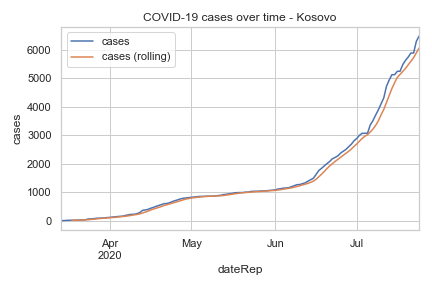 COVID-19 cases over time - Kosovo
cases
cases (rolling)
6000
5000
4000
3000
2000
1000
0
cases
Apr
2020
May
Jun
Jul
dateRep